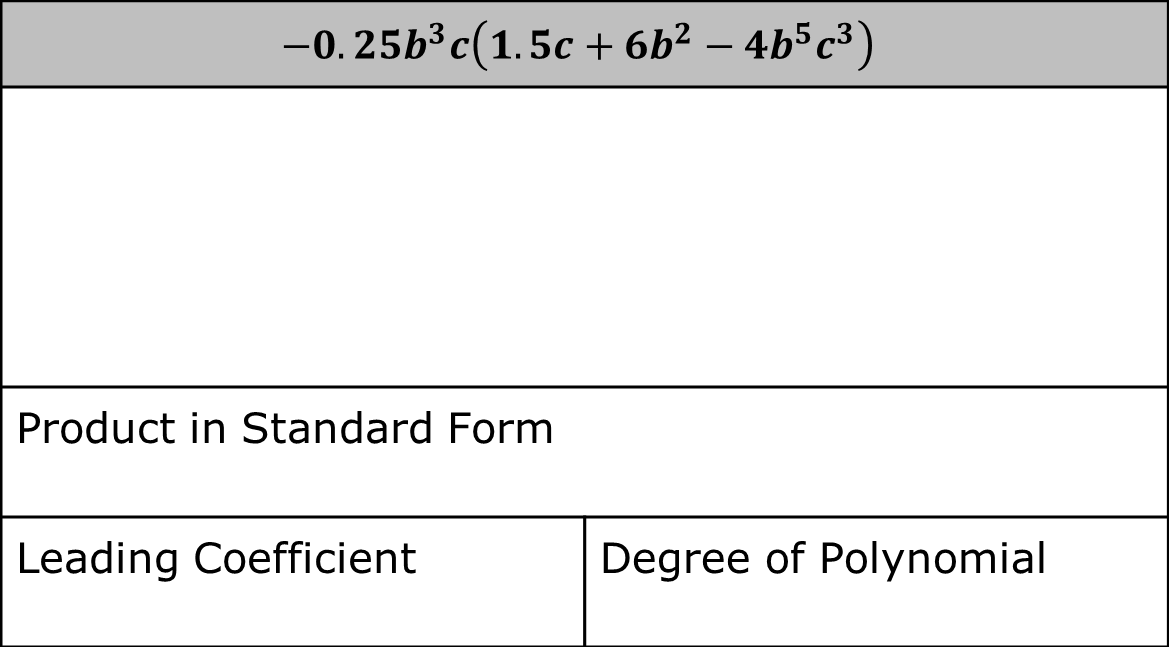 −0.25b³c(1.5c + 6b² − 4b⁵c³)
Product in Standard Form
Leading Coefficient
Degree of Polynomial